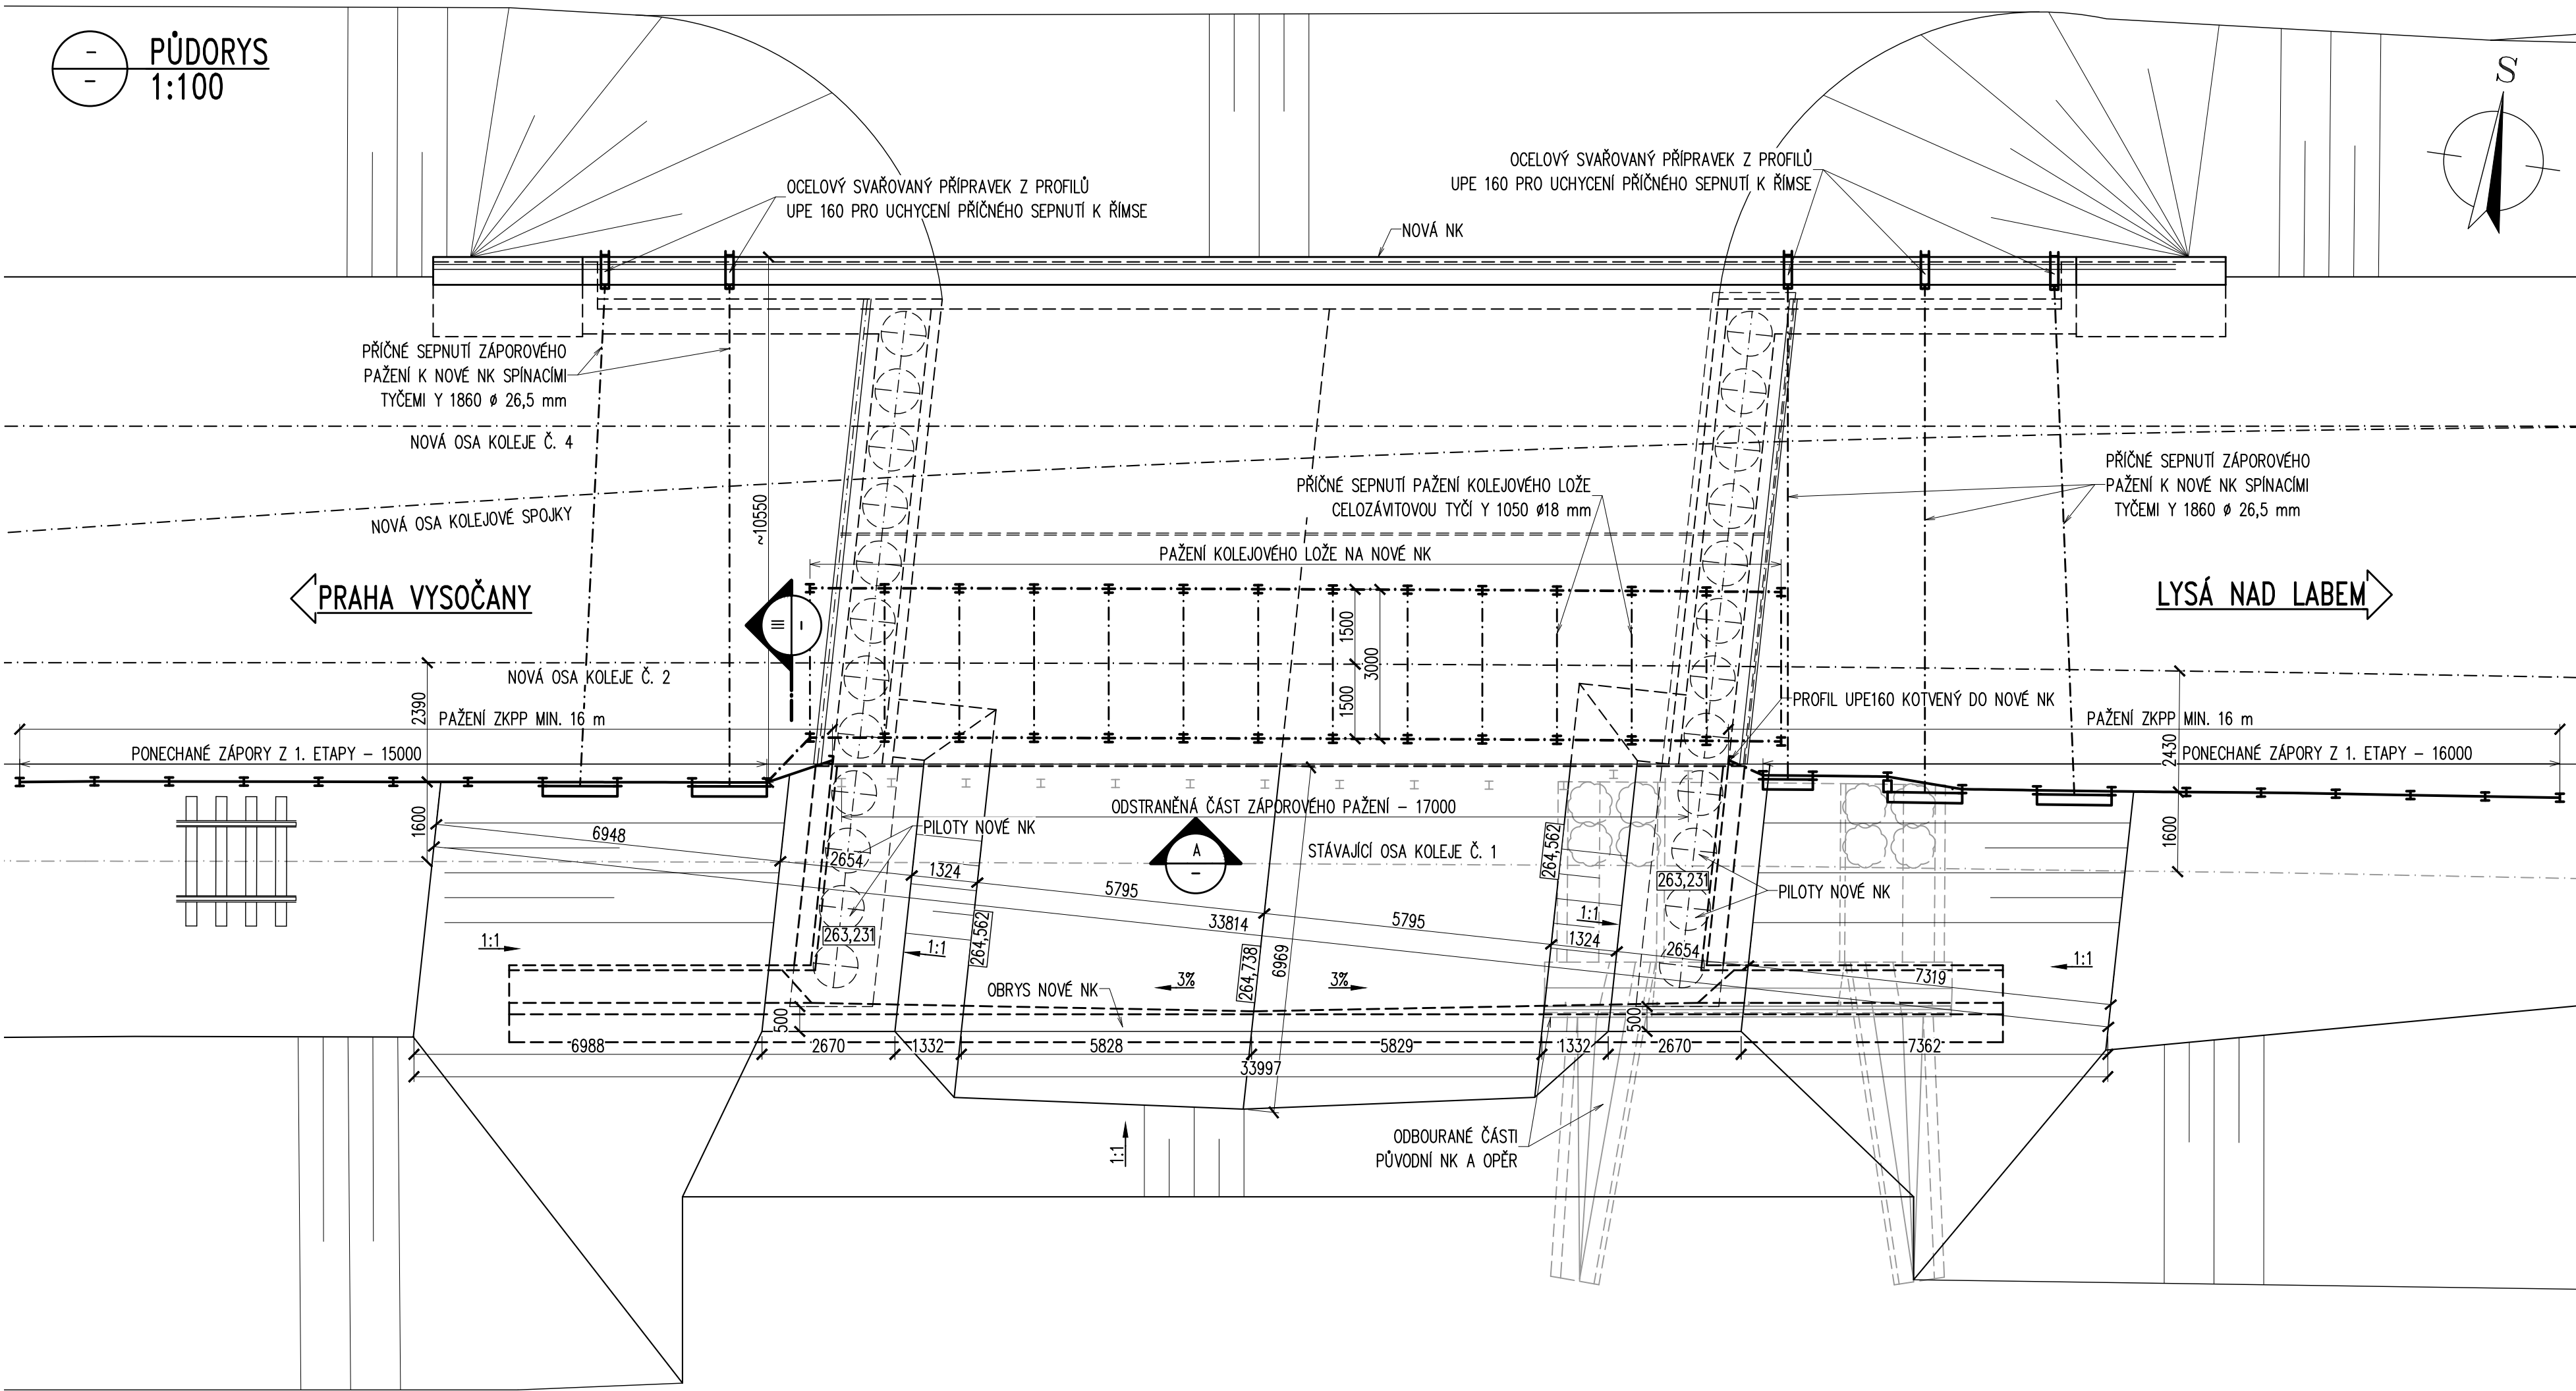 PŮDORYS
1:100
S
OCELOVÝ SVAŘOVANÝ PŘÍPRAVEK Z PROFILŮ
UPE 160 PRO UCHYCENÍ PŘÍČNÉHO SEPNUTÍ K ŘÍMSE
OCELOVÝ SVAŘOVANÝ PŘÍPRAVEK Z PROFILŮ
UPE 160 PRO UCHYCENÍ PŘÍČNÉHO SEPNUTÍ K ŘÍMSE
NOVÁ NK
PŘÍČNÉ SEPNUTÍ ZÁPOROVÉHO
PAŽENÍ K NOVÉ NK SPÍNACÍMI
TYČEMI Y 1860 ø 26,5 mm
NOVÁ OSA KOLEJE Č. 4
NOVÁ OSA KOLEJOVÉ SPOJKY
~10550
PŘÍČNÉ SEPNUTÍ PAŽENÍ KOLEJOVÉHO LOŽE
CELOZÁVITOVOU TYČÍ Y 1050 ø18 mm
PŘÍČNÉ SEPNUTÍ ZÁPOROVÉHO
PAŽENÍ K NOVÉ NK SPÍNACÍMI
TYČEMI Y 1860 ø 26,5 mm
PAŽENÍ KOLEJOVÉHO LOŽE NA NOVÉ NK
PRAHA VYSOČANY
LYSÁ NAD LABEM
III
I
1500
3000
1500
NOVÁ OSA KOLEJE Č. 2
2390
PAŽENÍ ZKPP MIN. 16 m
PROFIL UPE160 KOTVENÝ DO NOVÉ NK
PAŽENÍ ZKPP MIN. 16 m
2430
PONECHANÉ ZÁPORY Z 1. ETAPY – 15000
PONECHANÉ ZÁPORY Z 1. ETAPY – 16000
ODSTRANĚNÁ ČÁST ZÁPOROVÉHO PAŽENÍ – 17000
1600
6948
2654
1324
PILOTY NOVÉ NK
5795
A
STÁVAJÍCÍ OSA KOLEJE Č. 1
264,562
1600
263,231
PILOTY NOVÉ NK
33814
5795
1:1
263,231
1:1
264,562
264,738
6969
1:1
1324
2654
7319
1:1
OBRYS NOVÉ NK
3%
3%
500
500
6988
2670
1332
5828
5829
1332
2670
7362
33997
1:1
ODBOURANÉ ČÁSTI
PŮVODNÍ NK A OPĚR